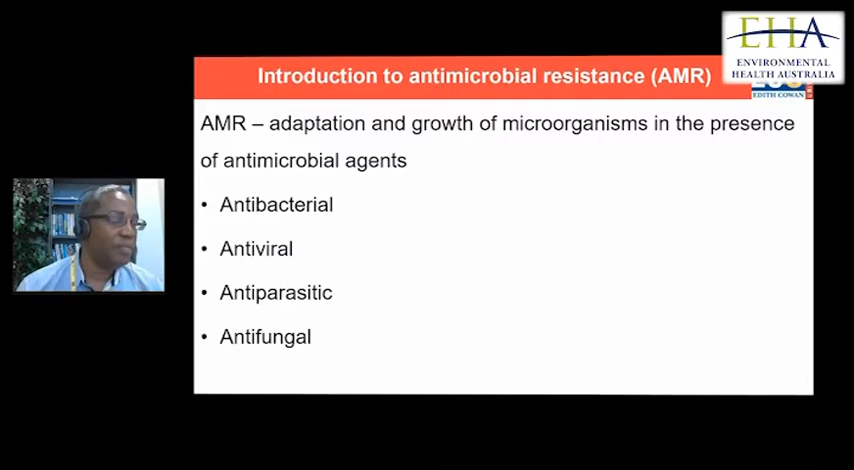 EHA
ENVIRONMENTAL
HEALTH AUSTRALIA
Introduction to antimicrobial resistance (AMR)
EDITH COWAN
AMR – adaptation and growth of microorganisms in the presence
of antimicrobial agents
• Antibacterial
• Antiviral
• Antiparasitic
• Antifungal